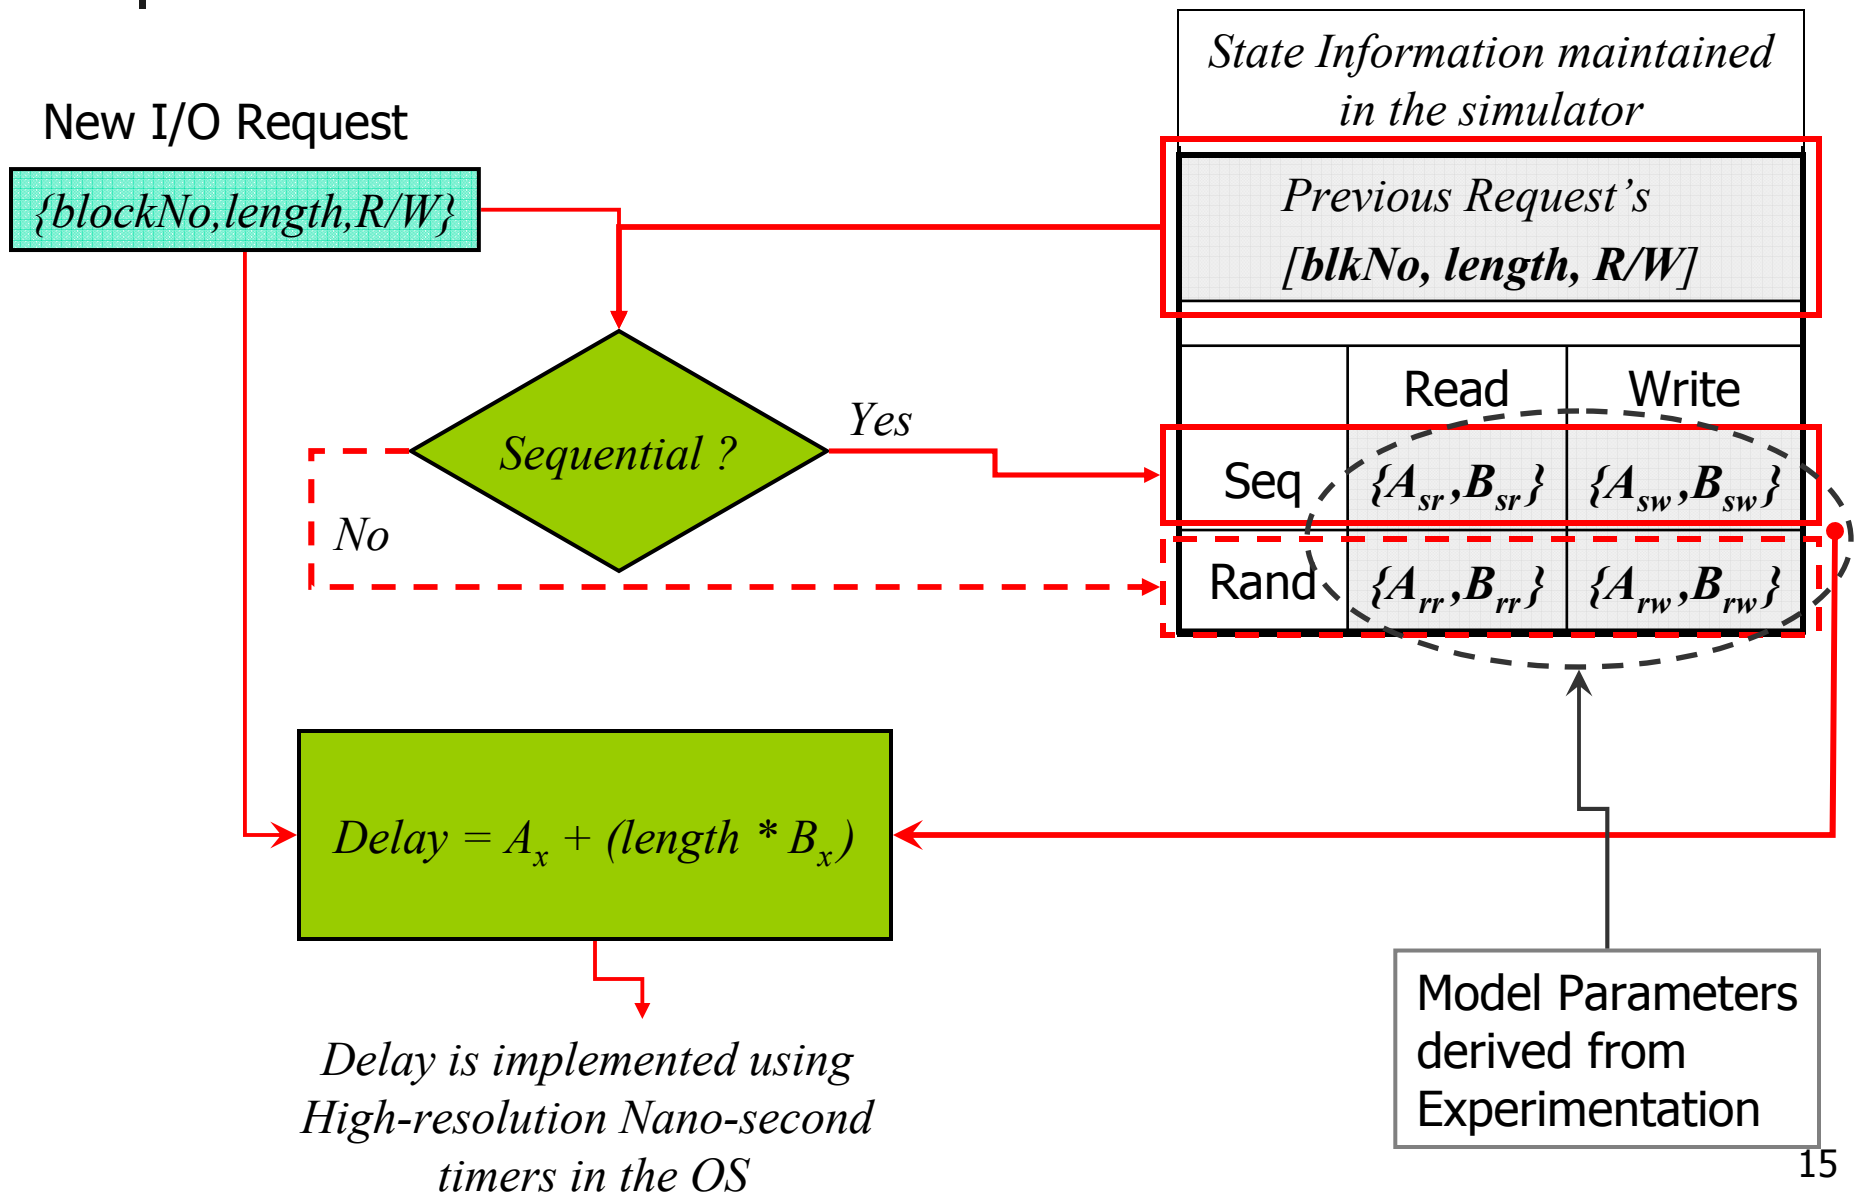 State Information maintained
in the simulator
New I/O Request
{blockNo,length,R/W}
Previous Request’s
[blkNo, length, R/W]
Read Write
Yes
Sequential ?
Seq {Asr,Bsr} {Asw,Bsw}
No
Rand {Arr,Brr} {Arw,Brw}
Delay = Ax + (length * Bx)
Model Parameters
derived from
Experimentation
Delay is implemented using
High-resolution Nano-second
timers in the OS
15